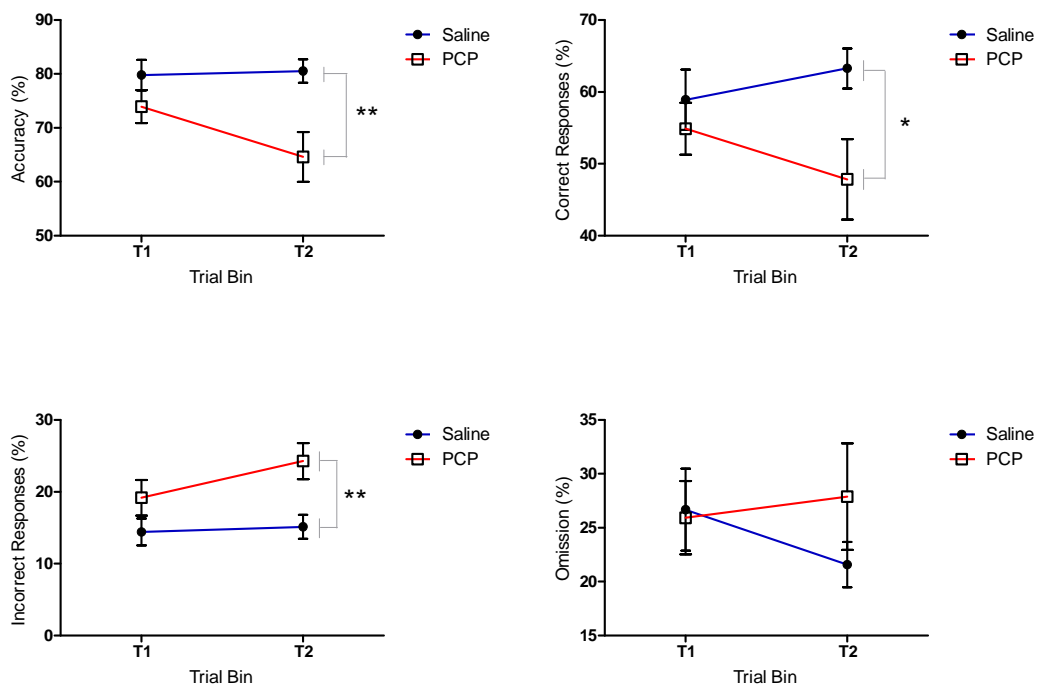 Accuracy (%)
90
80
70
60
50
T1
T2
Trial Bin
Saline
PCP
**
Correct Responses (%)
70
60
50
40
T1
T2
Trial Bin
Saline
PCP
*
Incorrect Responses (%)
30
20
10
0
T1
T2
Trial Bin
Saline
PCP
**
Omission (%)
35
30
25
20
15
T1
T2
Trial Bin
Saline
PCP